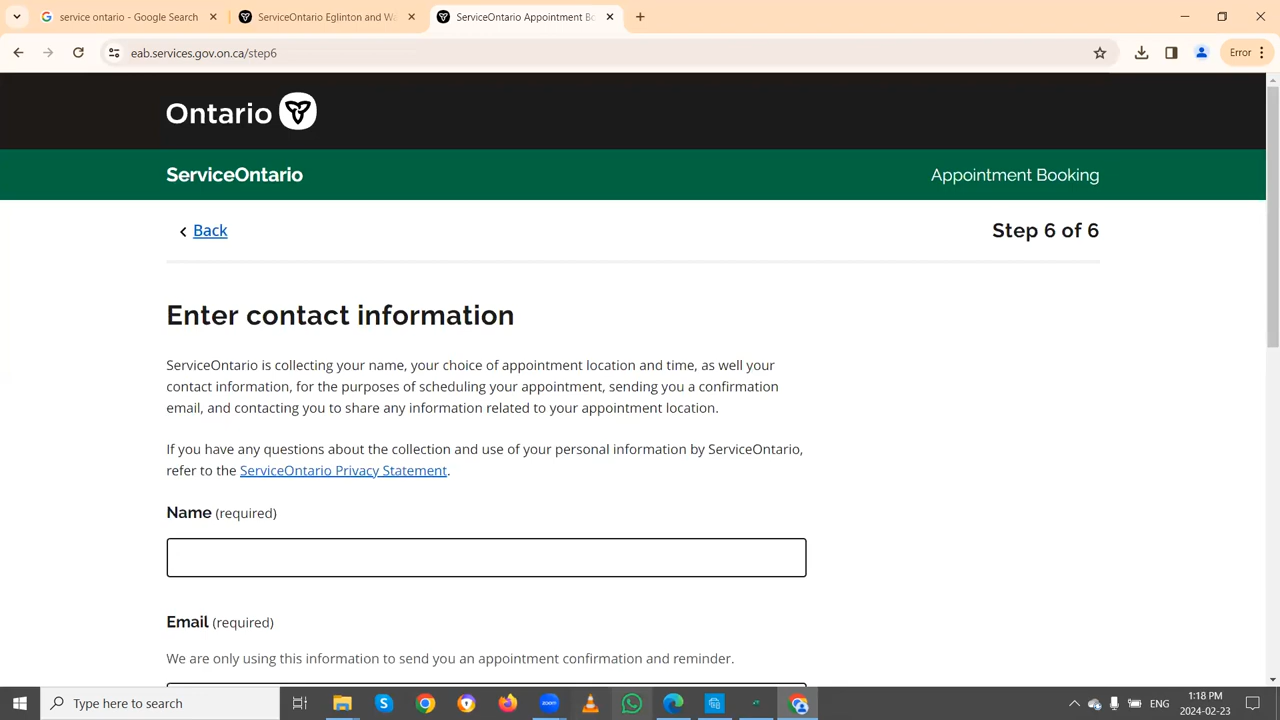 service ontario - Google Search
ServiceOntario Eglinton and W
ServiceOntario Appointment Bo
eab.services.gov.on.ca/step6
Error
Ontario
ServiceOntario
Appointment Booking
Back
Step 6 of 6
Enter contact information
ServiceOntario is collecting your name, your choice of appointment location and time, as well your
contact information, for the purposes of scheduling your appointment, sending you a confirmation
email, and contacting you to share any information related to your appointment location.
If you have any questions about the collection and use of your personal information by ServiceOntario,
refer to the ServiceOntario Privacy Statement.
Name (required)
Email (required)
We are only using this information to send you an appointment confirmation and reminder.
Type here to search
zoom
ENG
1:18 PM
2024-02-23